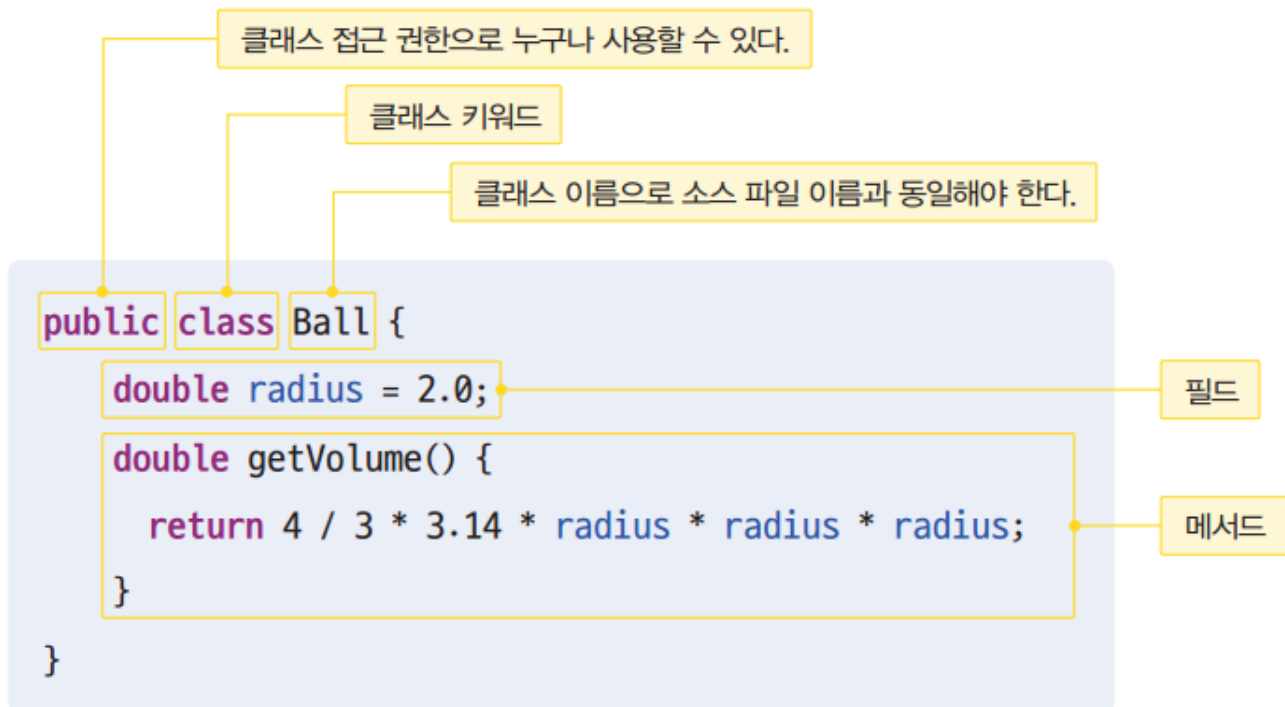 클래스 접근 권한으로 누구나 사용할 수 있다.
클래스 키워드
클래스 이름으로 소스 파일 이름과 동일해야 한다.
public class Ball {
double radius = 2.0;
필드
double getVolume() {
return 4 / 3 * 3.14 * radius * radius * radius;
메서드
}
}